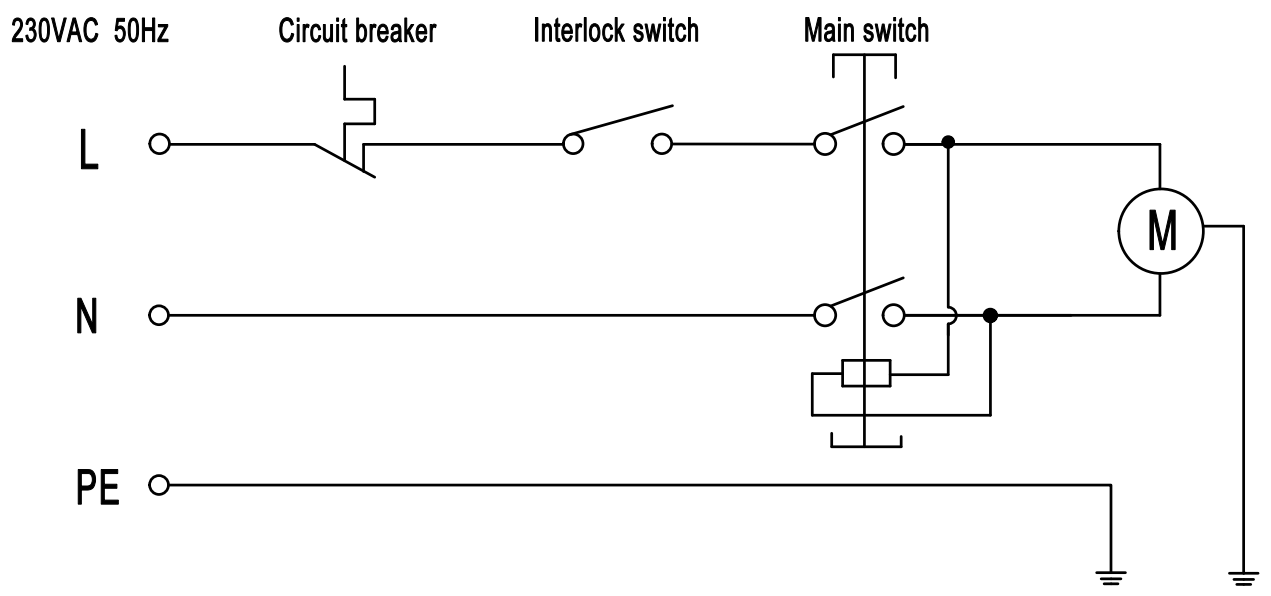 230VAC 50Hz
Circuit breaker
Interlock switch
Main switch
L
M
N
PE